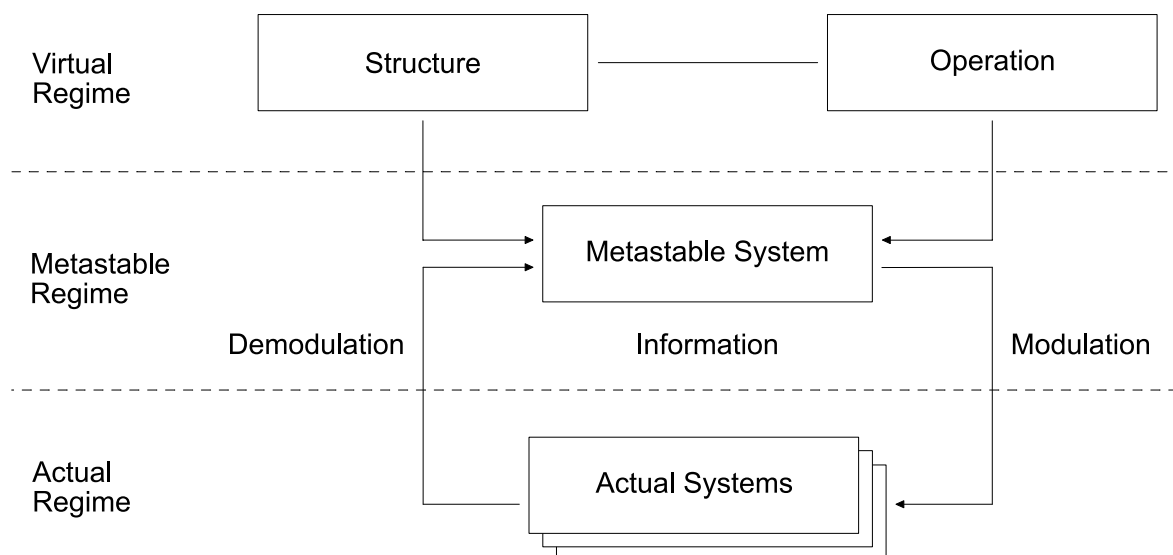 Virtual
Regime
Structure
Operation
Metastable
Regime
Metastable System
Demodulation
Information
Modulation
Actual
Regime
Actual Systems